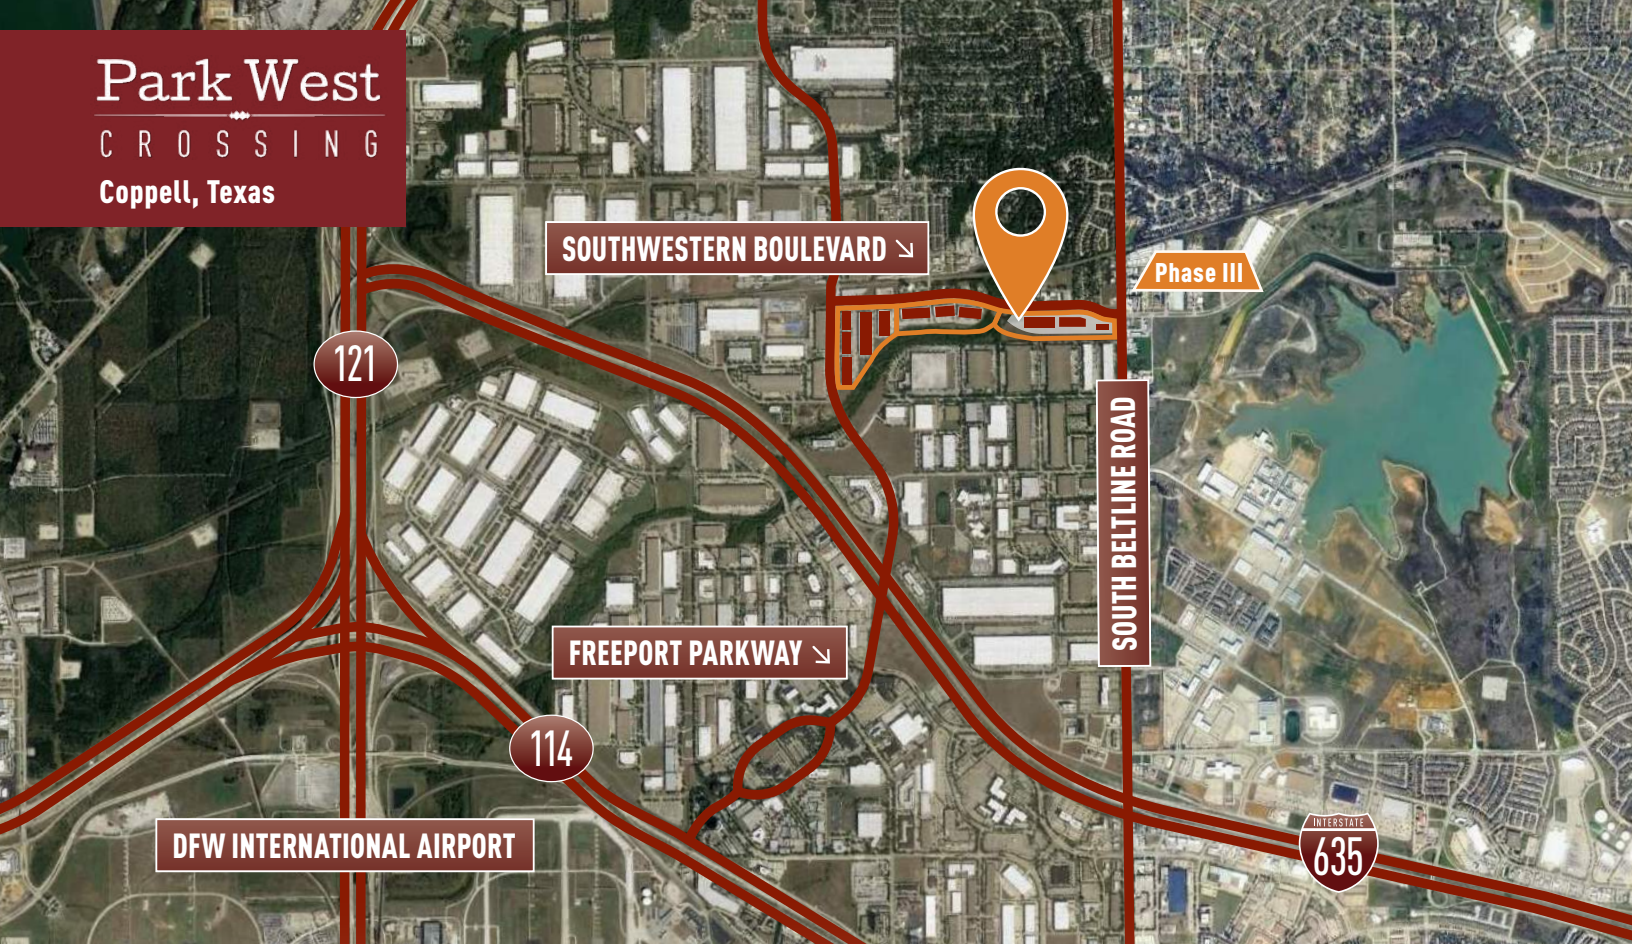 Park West
CROSSING
Coppell, Texas
SOUTHWESTERN BOULEVARD ↘
Phase III
121
SOUTH BELTLINE ROAD
FREEPORT PARKWAY ↘
114
DFW INTERNATIONAL AIRPORT
INTERSTATE
635